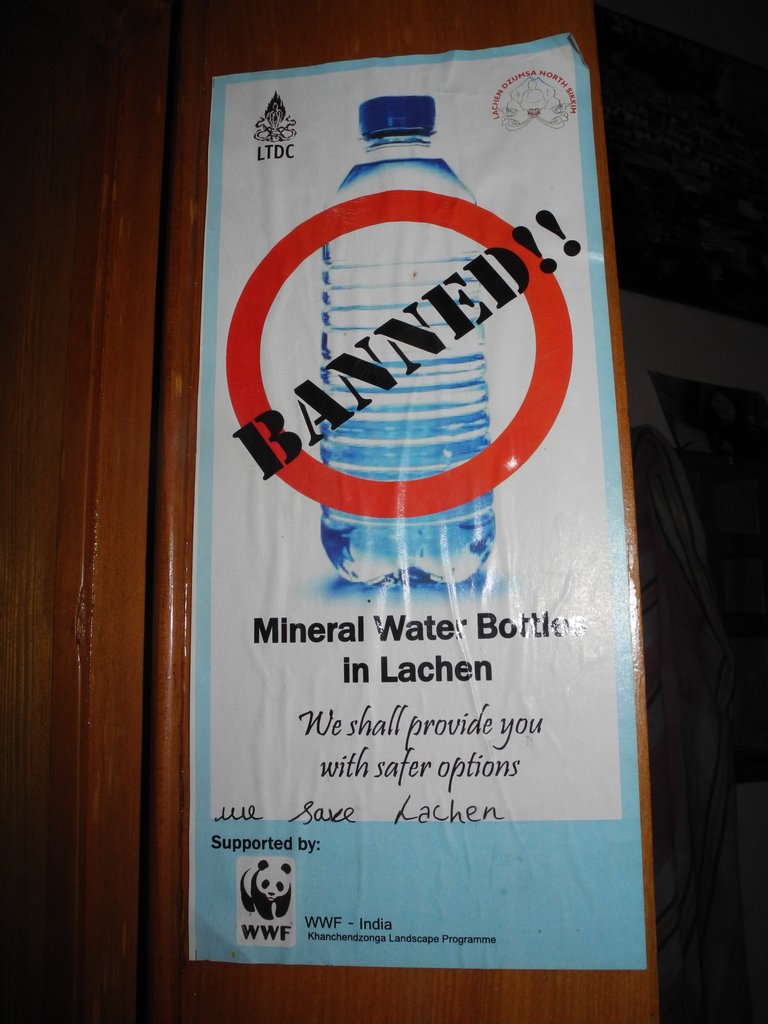 LTDC
LACHEN DZUMSA NORTH SIKKIM
BANNED!!
Mineral Water Bottles
in Lachen
We shall provide you
with safer options
we save Lachen
Supported by:
WWF
WWF - India
Khanchendzonga Landscape Programme